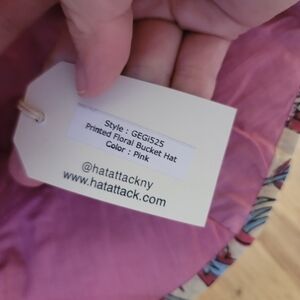 Style : GEGI525
Printed Floral Bucket Hat
Color : Pink
@hatattackny
www.hatattack.com